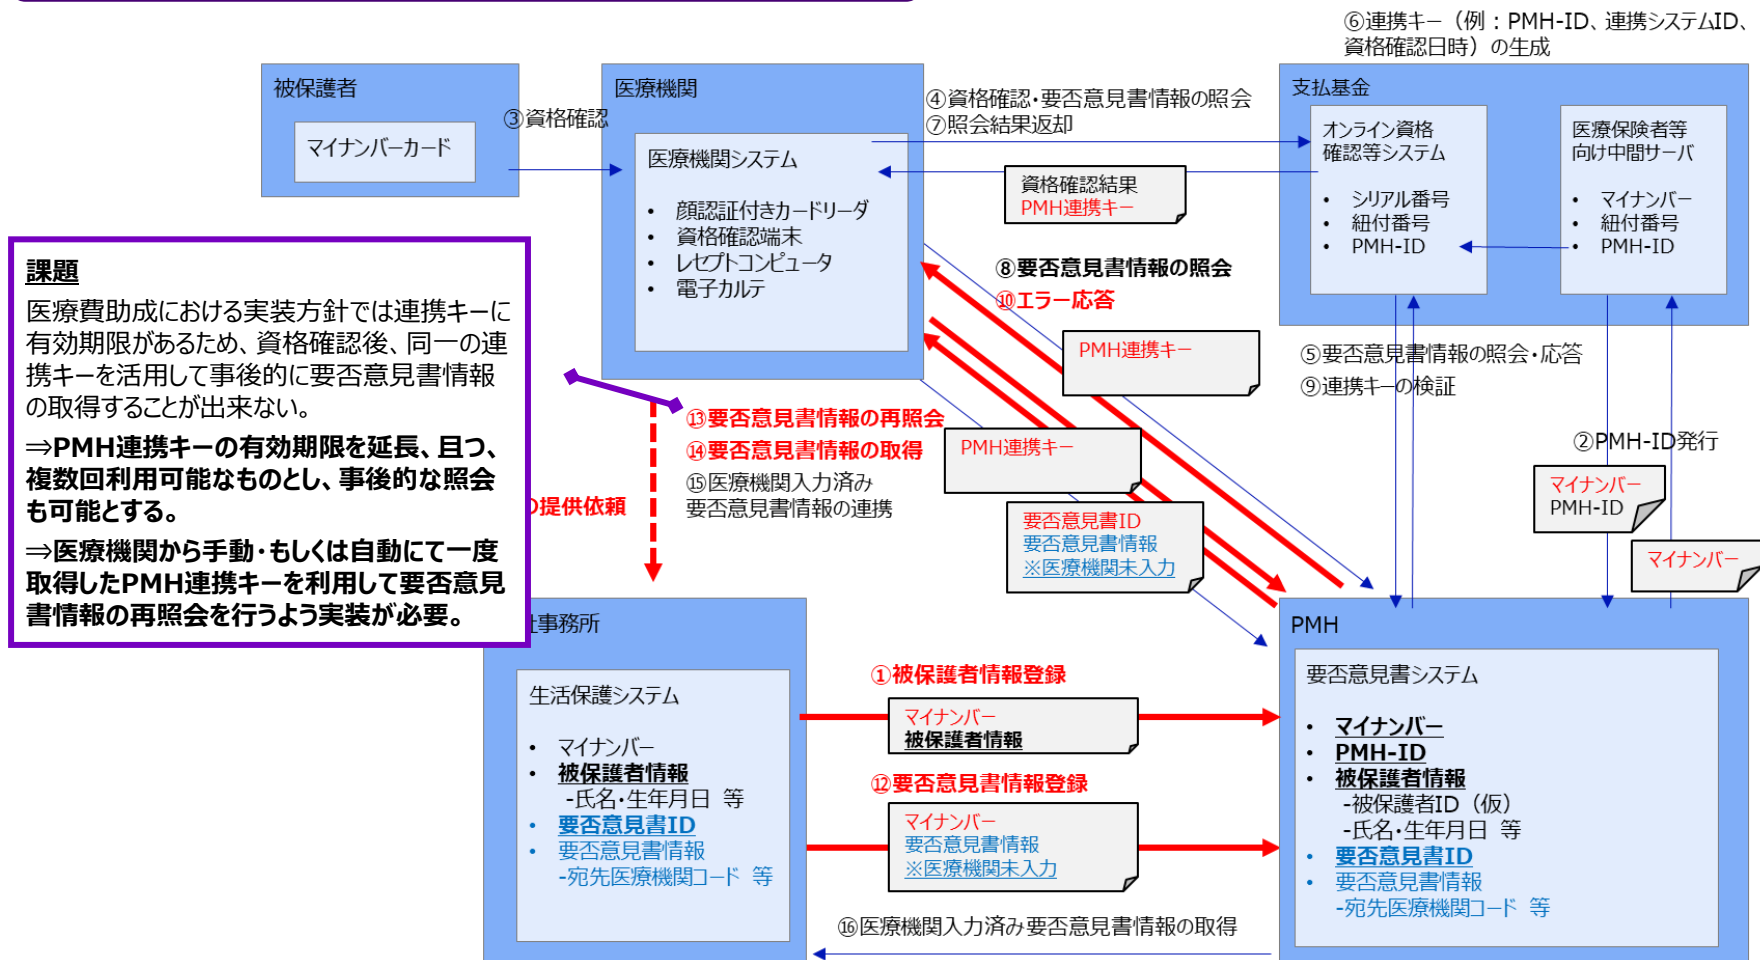 ⑥連携キー（例：PMH-ID、連携システムID、
資格確認日時）の生成
被保護者
マイナンバーカード
③資格確認
医療機関
医療機関システム
• 顔認証付きカードリーダ
• 資格確認端末
• レセプトコンピュータ
• 電子カルテ
④資格確認・要否意見書情報の照会
⑦照会結果返却
資格確認結果
PMH連携キー
支払基金
オンライン資格
確認等システム
• シリアル番号
• 紐付番号
• PMH-ID
医療保険者等
向け中間サーバ
• マイナンバー
• 紐付番号
• PMH-ID
課題
医療費助成における実装方針では連携キーに
有効期限があるため、資格確認後、同一の連
携キーを活用して事後的に要否意見書情報
の取得することが出来ない。
⇒PMH連携キーの有効期限を延長、且つ、
複数回利用可能なものとし、事後的な照会
も可能とする。
⇒医療機関から手動・もしくは自動にて一度
取得したPMH連携キーを利用して要否意見
書情報の再照会を行うよう実装が必要。
⑧要否意見書情報の照会
⑩エラー応答
PMH連携キー
⑤要否意見書情報の照会・応答
⑨連携キーの検証
②PMH-ID発行
マイナンバー
PMH-ID
マイナンバー
の提供依頼
⑬要否意見書情報の再照会
⑭要否意見書情報の取得
⑮医療機関入力済み
要否意見書情報の連携
PMH連携キー
要否意見書ID
要否意見書情報
※医療機関未入力
祉事務所
生活保護システム
• マイナンバー
• 被保護者情報
-氏名・生年月日 等
• 要否意見書ID
• 要否意見書情報
-宛先医療機関コード 等
①被保護者情報登録
マイナンバー
被保護者情報
⑫要否意見書情報登録
マイナンバー
要否意見書情報
※医療機関未入力
⑯医療機関入力済み要否意見書情報の取得
PMH
要否意見書システム
• マイナンバー
• PMH-ID
• 被保護者情報
-被保護者ID（仮）
-氏名・生年月日 等
• 要否意見書ID
• 要否意見書情報
-宛先医療機関コード 等